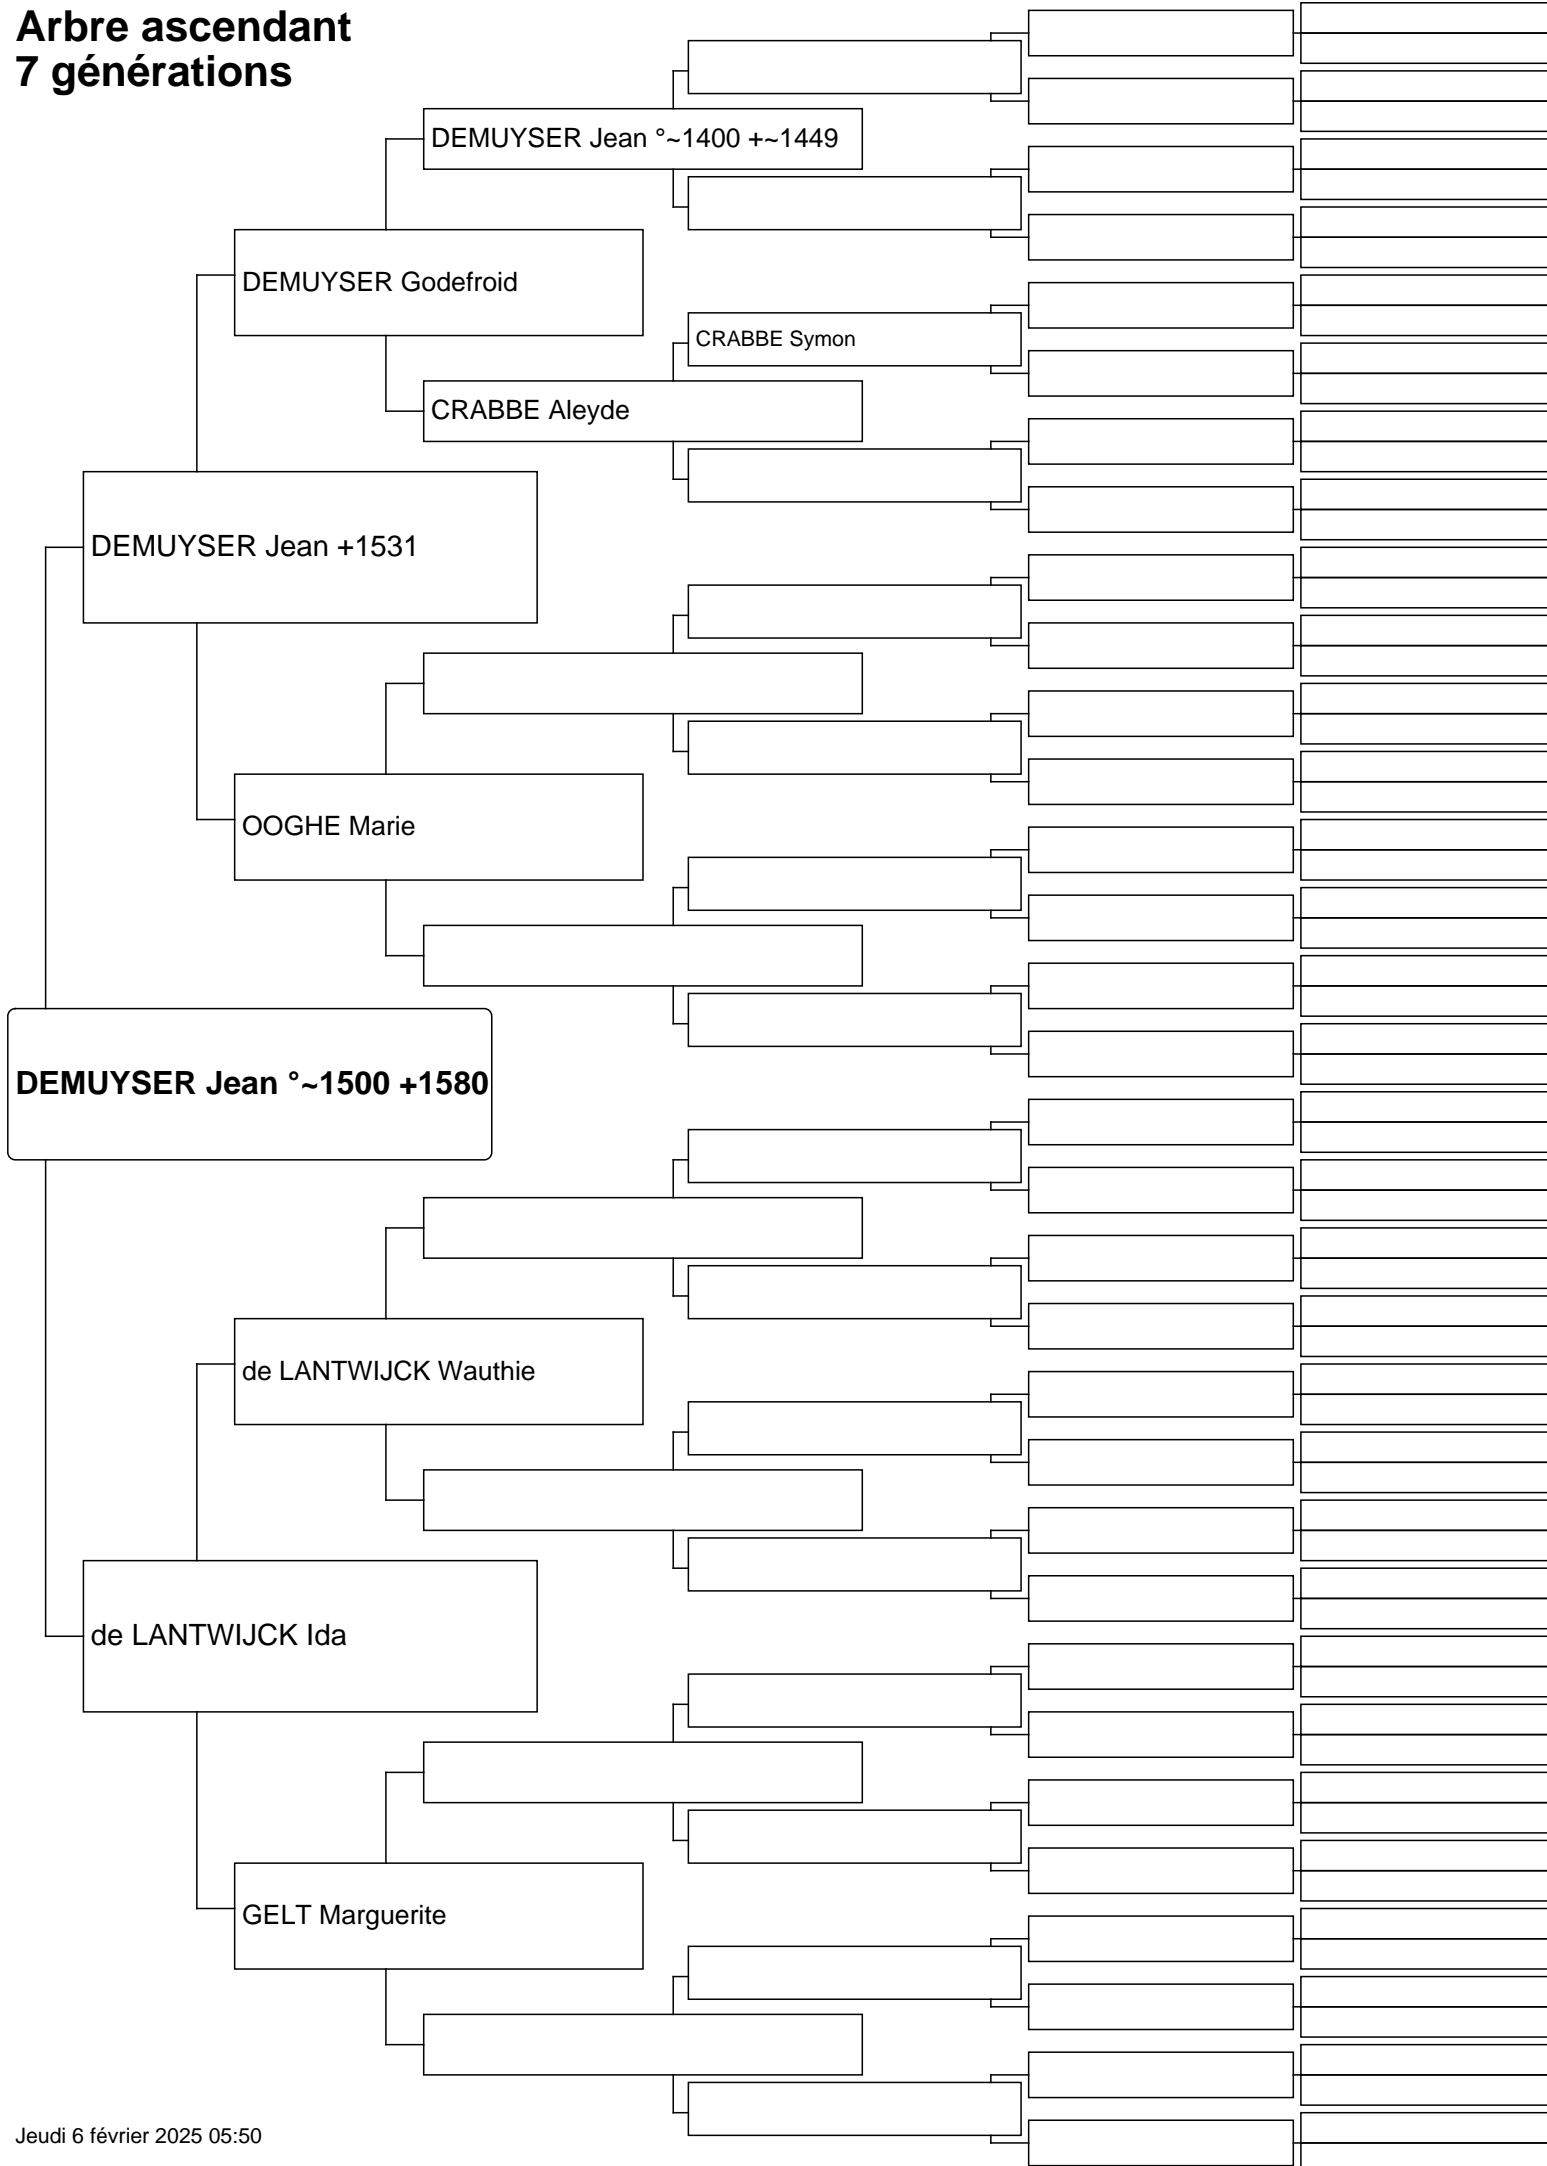 Arbre ascendant
7 générations
DEMUYSER Jean °~1400 +~1449
DEMUYSER Godefroid
CRABBE Symon
CRABBE Aleyde
DEMUYSER Jean +1531
OOGHE Marie
DEMUYSER Jean °~1500 +1580
de LANTWIJCK Wauthie
de LANTWIJCK Ida
GELT Marguerite
Jeudi 6 février 2025 05:50